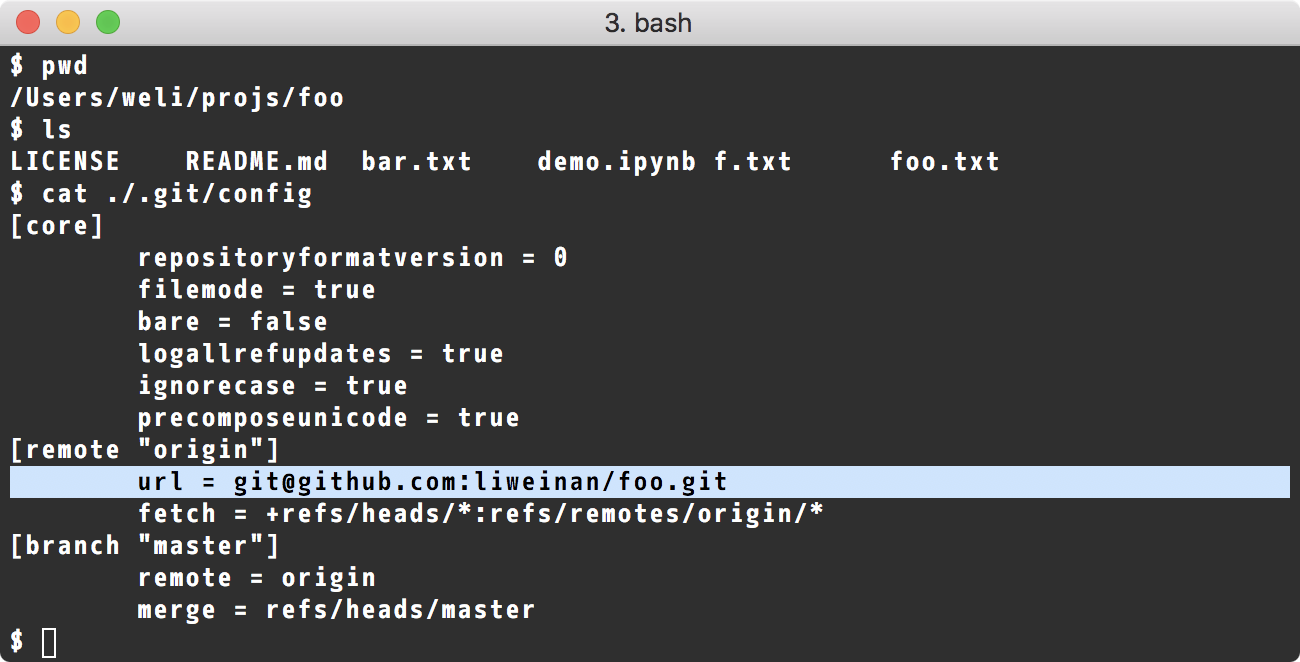 3. bash
$ pwd
/Users/weli/projs/foo
$ ls
LICENSE    README.md  bar.txt    demo.ipynb f.txt      foo.txt
$ cat ./.git/config
[core]
        repositoryformatversion = 0
        filemode = true
        bare = false
        logallrefupdates = true
        ignorecase = true
        precomposeunicode = true
[remote "origin"]
        url = git@github.com:liweinan/foo.git
        fetch = +refs/heads/*:refs/remotes/origin/*
[branch "master"]
        remote = origin
        merge = refs/heads/master
$